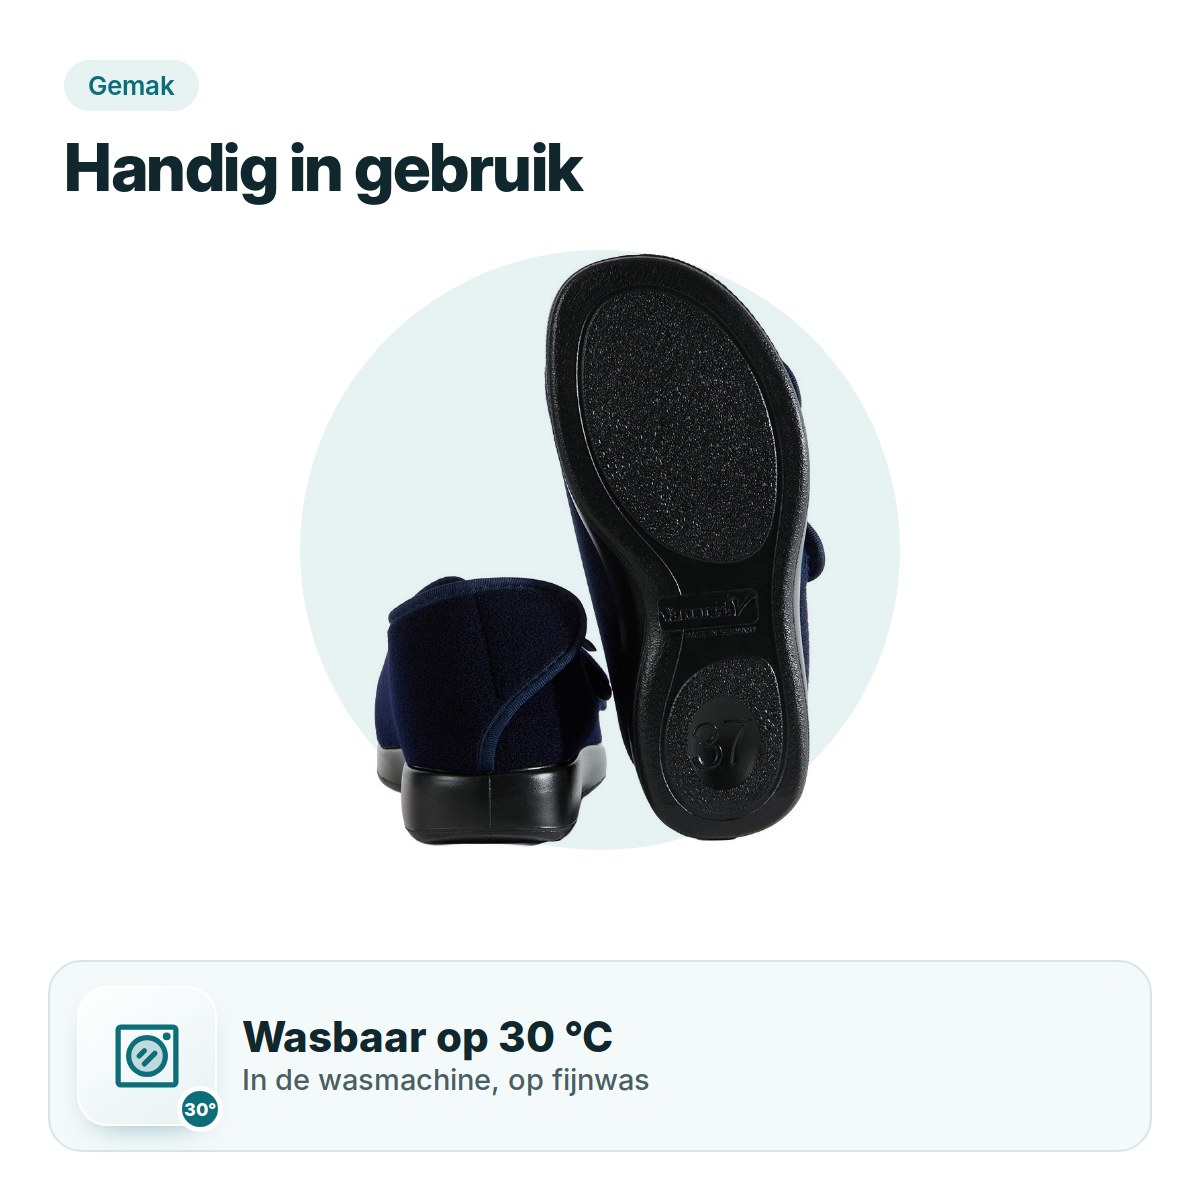 Gemak
Handig in gebruik
37
Wasbaar op 30 °C
In de wasmachine, op fijnwas
30°